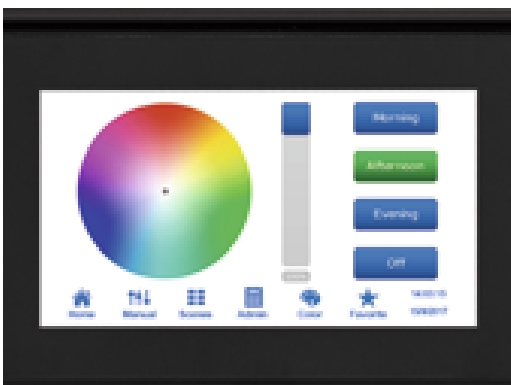 Morning
Afternoon
Evening
Off
Home Manual Scenes Admin Color Favorite